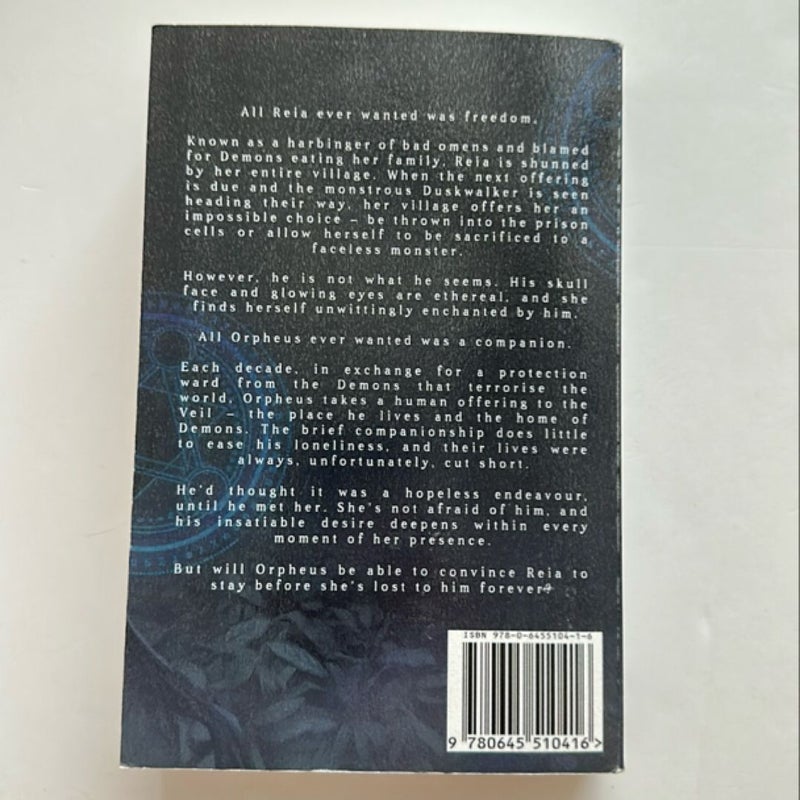 All Reia ever wanted was freedom.
Known as a harbinger of bad omens and blamed
for Demons eating her family, Reia is shunned
by her entire village. When the next offering
is due and the monstrous Duskwalker is seen
heading their way, her village offers her an
impossible choice – be thrown into the prison
cells or allow herself to be sacrificed to a
faceless monster.
However, he is not what he seems. His skull
face and glowing eyes are ethereal, and she
finds herself unwittingly enchanted by him.
All Orpheus ever wanted was a companion.
Each decade, in exchange for a protection
ward from the Demons that terrorise the
world, Orpheus takes a human offering to the
Veil – the place he lives and the home of
Demons. The brief companionship does little
to ease his loneliness, and their lives were
always, unfortunately, cut short.
He'd thought it was a hopeless endeavour,
until he met her. She's not afraid of him, and
his insatiable desire deepens within every
moment of her presence.
But will Orpheus be able to convince Reia to
stay before she's lost to him forever?
ISBN 978-0-6455104-1-6
9 780645 510416 >